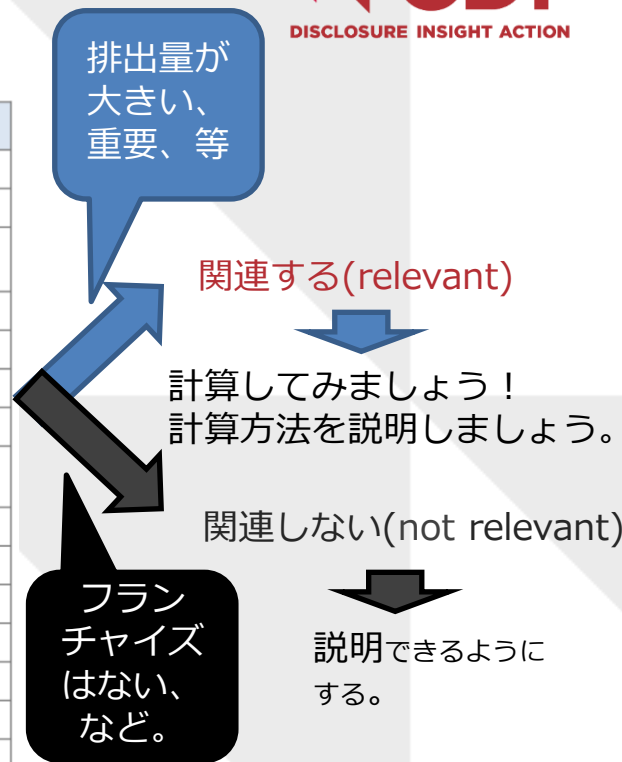 DISCLOSURE INSIGHT ACTION
排出量が
大きい、
重要、等
関連する(relevant)
計算してみましょう！
計算方法を説明しましょう。
関連しない(not relevant)
フラン
チャイズ
はない、
など。
説明できるように
する。